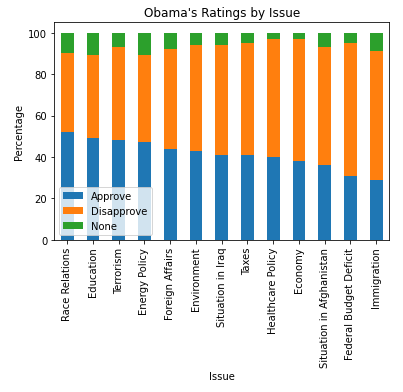 Obama's Ratings by Issue
100
80
60
40
20
0
Percentage
Approve
Disapprove
None
Race Relations
Education
Terrorism
Energy Policy
Foreign Affairs
Environment
Situation in Iraq
Taxes
Healthcare Policy
Economy
Situation in Afghanistan
Federal Budget Deficit
Immigration
Issue